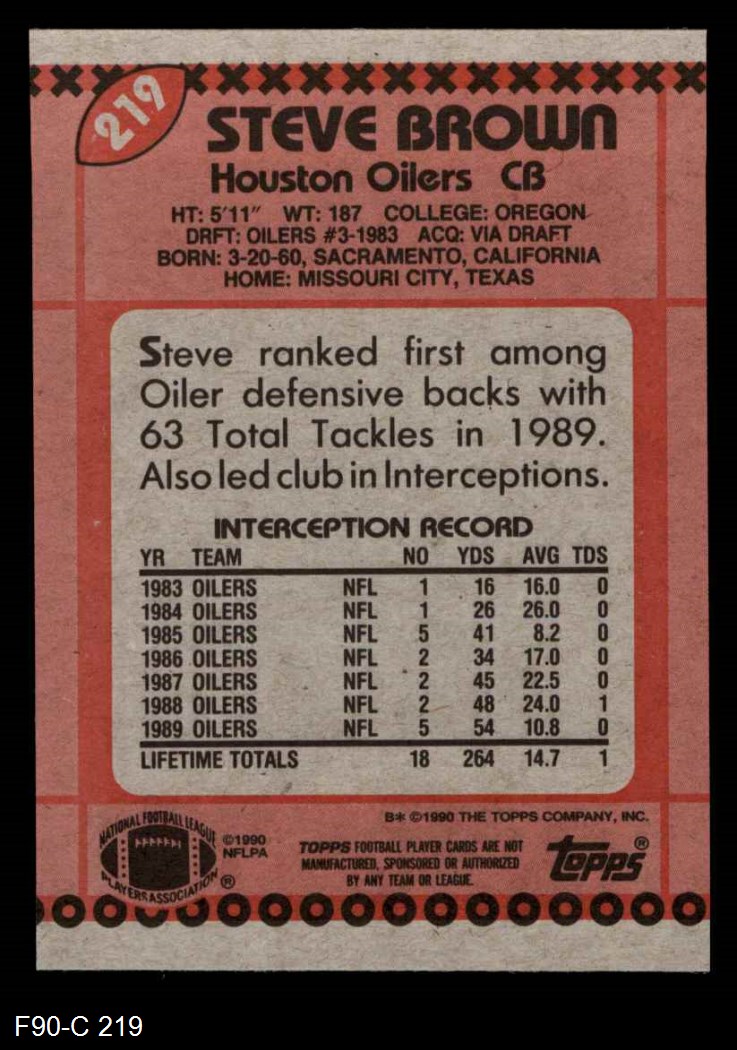 219
STEVE BROWN
Houston Oilers CB
HT: 5'11" WT: 187 COLLEGE: OREGON
DRFT: OILERS #3-1983 ACQ: VIA DRAFT
BORN: 3-20-60, SACRAMENTO, CALIFORNIA
HOME: MISSOURI CITY, TEXAS
Steve ranked first among
Oiler defensive backs with
63 Total Tackles in 1989.
Also led club in Interceptions.
INTERCEPTION RECORD
YR TEAM NO YDS AVG TDS
1983 OILERS NFL 1 16 16.0 0
1984 OILERS NFL 1 26 26.0 0
1985 OILERS NFL 5 41 8.2 0
1986 OILERS NFL 2 34 17.0 0
1987 OILERS NFL 2 45 22.5 0
1988 OILERS NFL 2 48 24.0 1
1989 OILERS NFL 5 54 10.8 0
LIFETIME TOTALS 18 264 14.7 1
B* ©1990 THE TOPPS COMPANY, INC.
NATIONAL FOOTBALL LEAGUE
PLAYERS ASSOCIATION ®
©1990
NFLPA
TOPPS FOOTBALL PLAYER CARDS ARE NOT
MANUFACTURED, SPONSORED OR AUTHORIZED
BY ANY TEAM OR LEAGUE.
topps®
F90-C 219